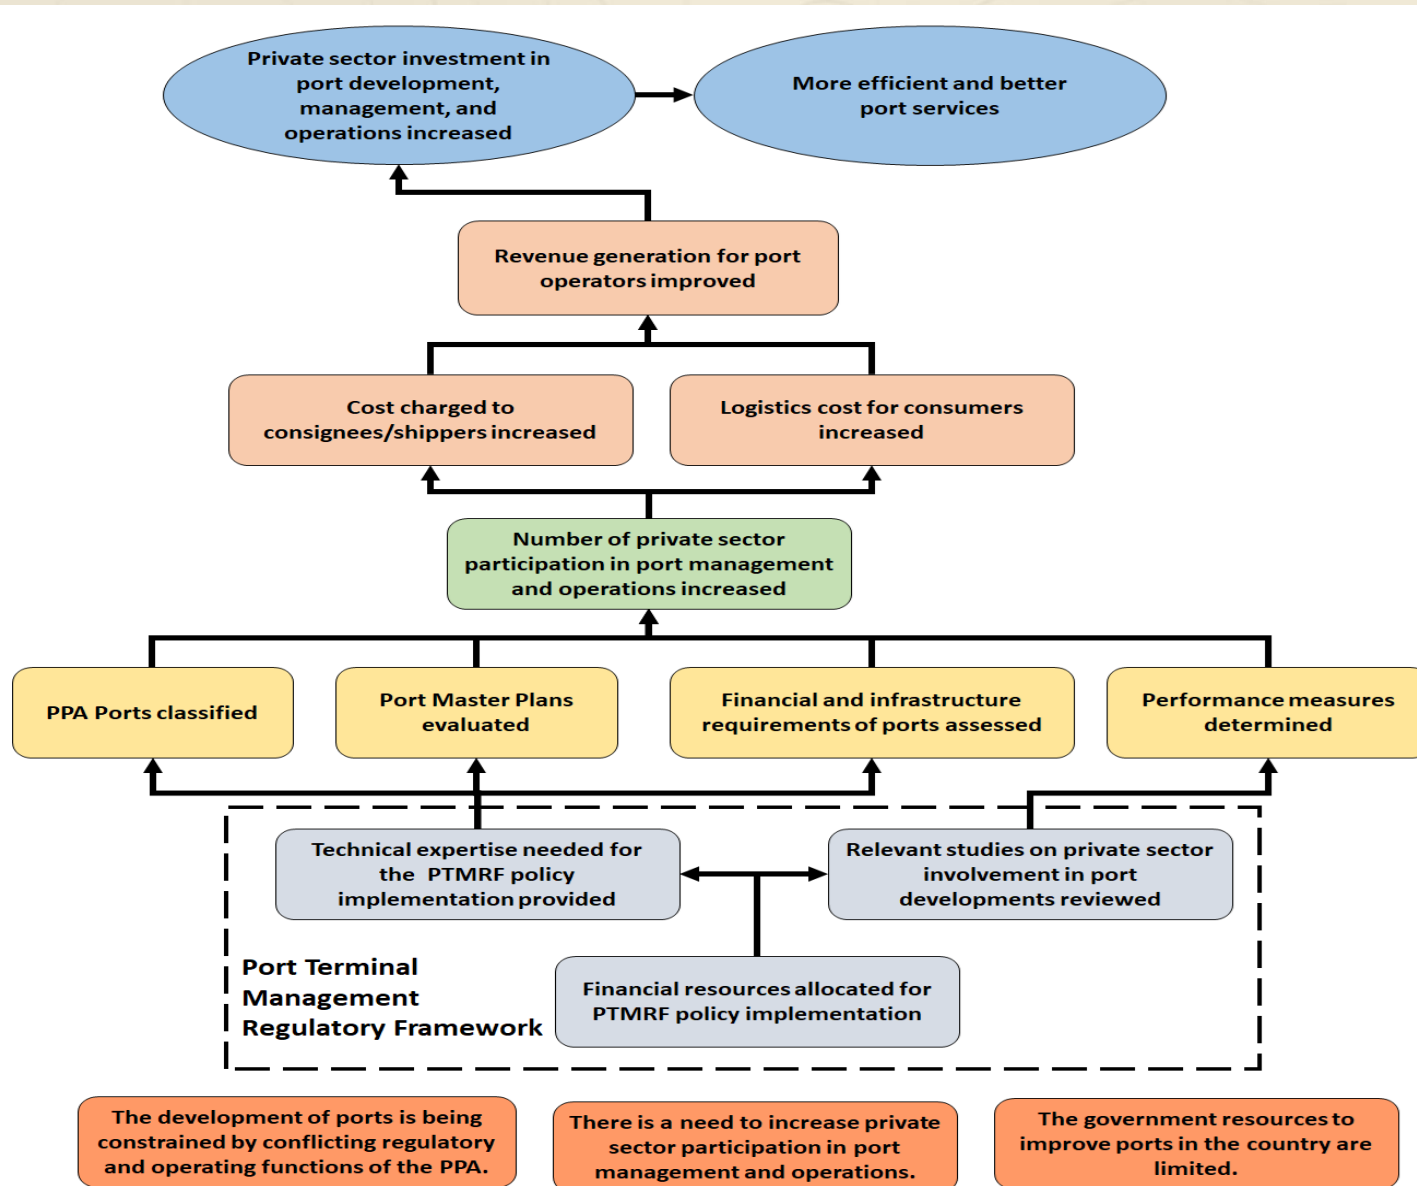 Private sector investment in
port development,
management, and
operations increased
More efficient and better
port services
Revenue generation for port
operators improved
Cost charged to
consignees/shippers increased
Logistics cost for consumers
increased
Number of private sector
participation in port management
and operations increased
PPA Ports classified
Port Master Plans
evaluated
Financial and infrastructure
requirements of ports assessed
Performance measures
determined
Technical expertise needed for
the PTMRF policy
implementation provided
Relevant studies on private sector
involvement in port
developments reviewed
Port Terminal
Management
Regulatory Framework
Financial resources allocated for
PTMRF policy implementation
The development of ports is being
constrained by conflicting regulatory
and operating functions of the PPA.
There is a need to increase private
sector participation in port
management and operations.
The government resources to
improve ports in the country are
limited.